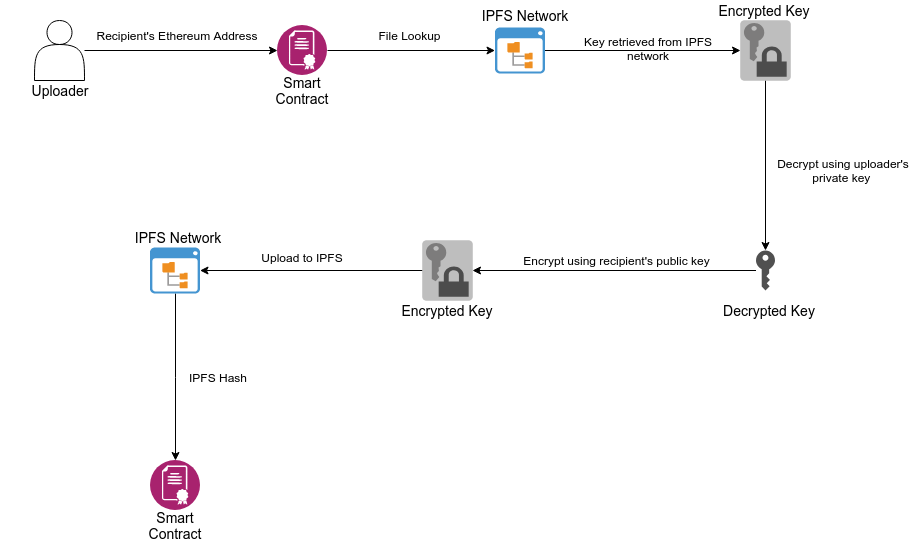 Uploader
Recipient's Ethereum Address
Smart
Contract
File Lookup
IPFS Network
Key retrieved from IPFS
network
Encrypted Key
Decrypt using uploader's
private key
Decrypted Key
Encrypt using recipient's public key
Encrypted Key
Upload to IPFS
IPFS Network
IPFS Hash
Smart
Contract